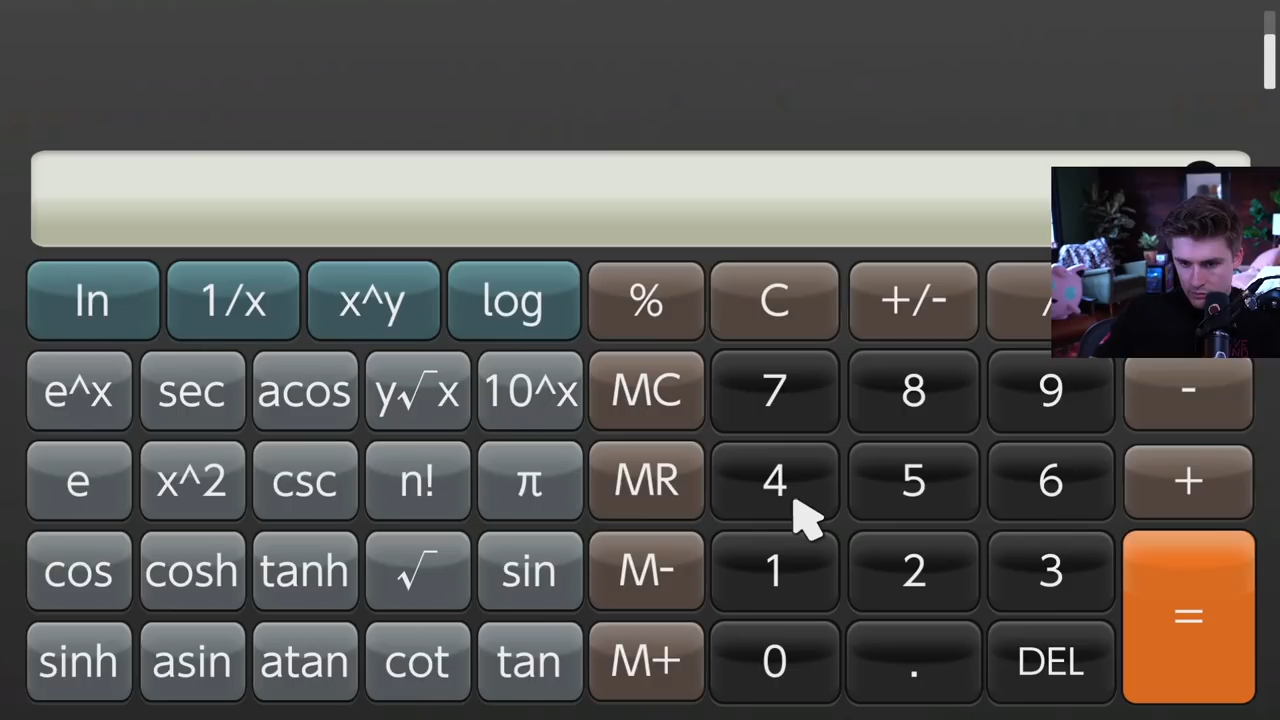 ln 1/x x^y log % C +/-
e^x sec acos y√x 10^x MC 7 8 9 -
e x^2 csc n! π MR 4 5 6 +
cos cosh tanh √ sin M- 1 2 3 =
sinh asin atan cot tan M+ 0 . DEL